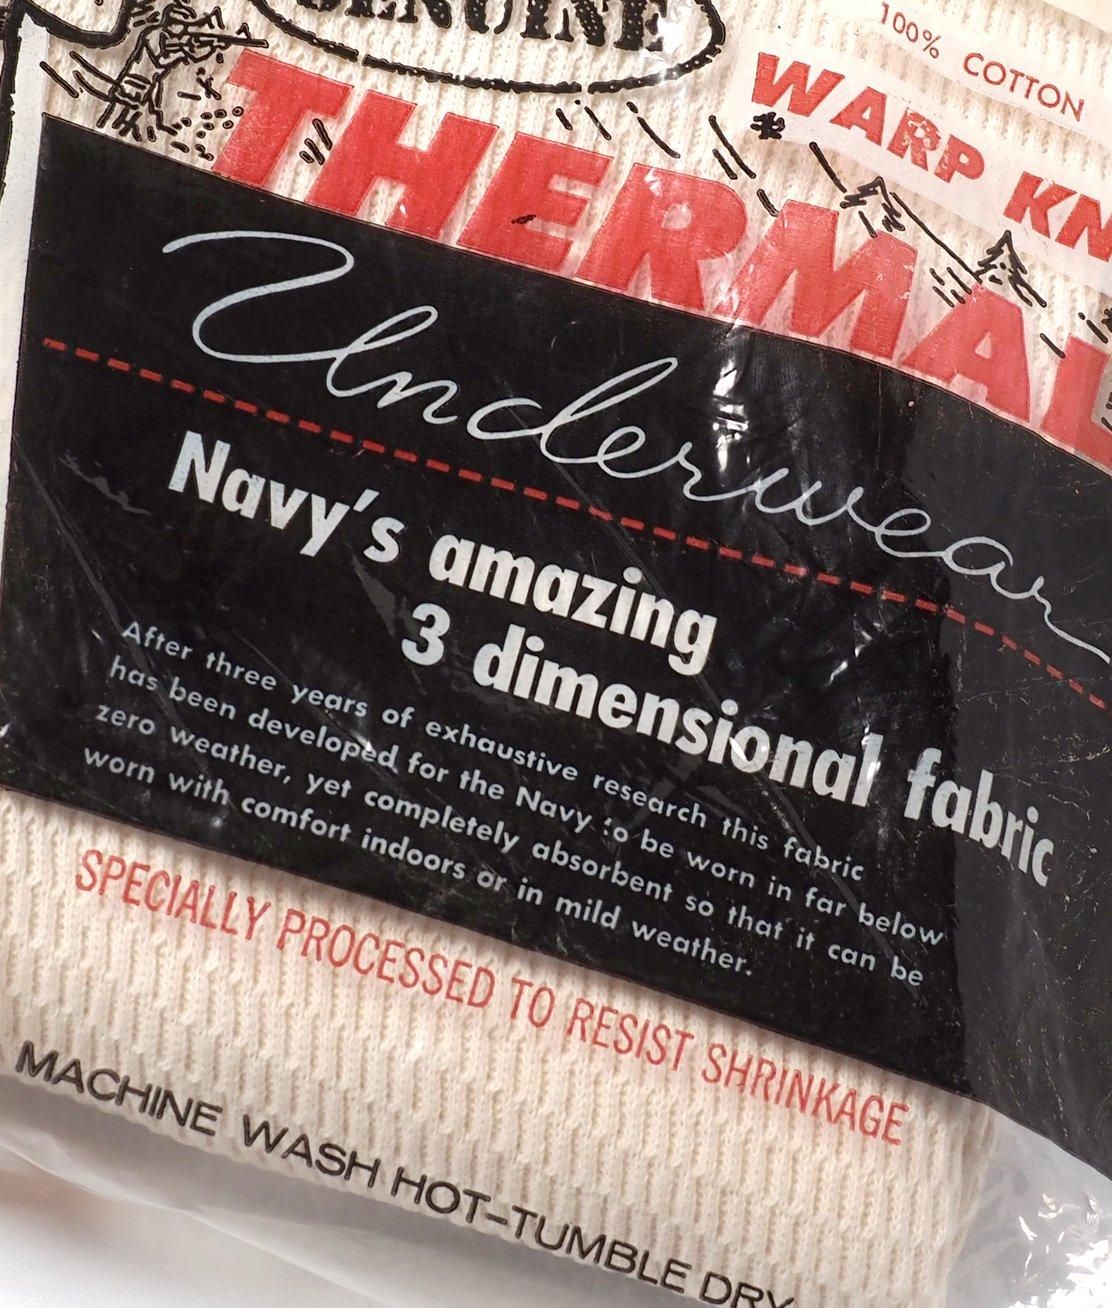 GENUINE
100% COTTON
WARP KN
THERMAL
Underwear
Navy's amazing
3 dimensional fabric
After three years of exhaustive research this fabric
has been developed for the Navy to be worn in far below
zero weather, yet completely absorbent so that it can be
worn with comfort indoors or in mild weather.
SPECIALLY PROCESSED TO RESIST SHRINKAGE
MACHINE WASH HOT-TUMBLE DRY